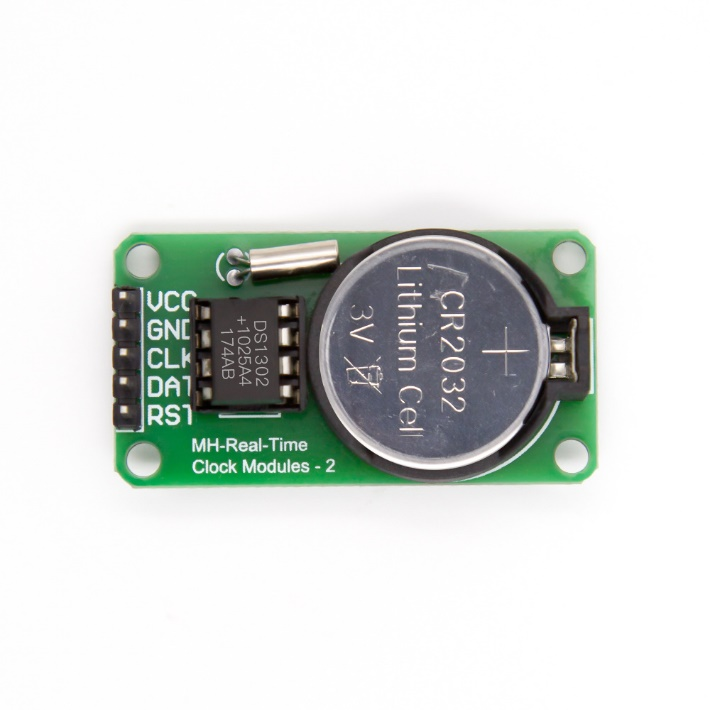 VCC
GND
CLK
DAT
RST
DS1302
+1025A4
174AB
CR2032
Lithium Cell
3V
+
MH-Real-Time
Clock Modules - 2